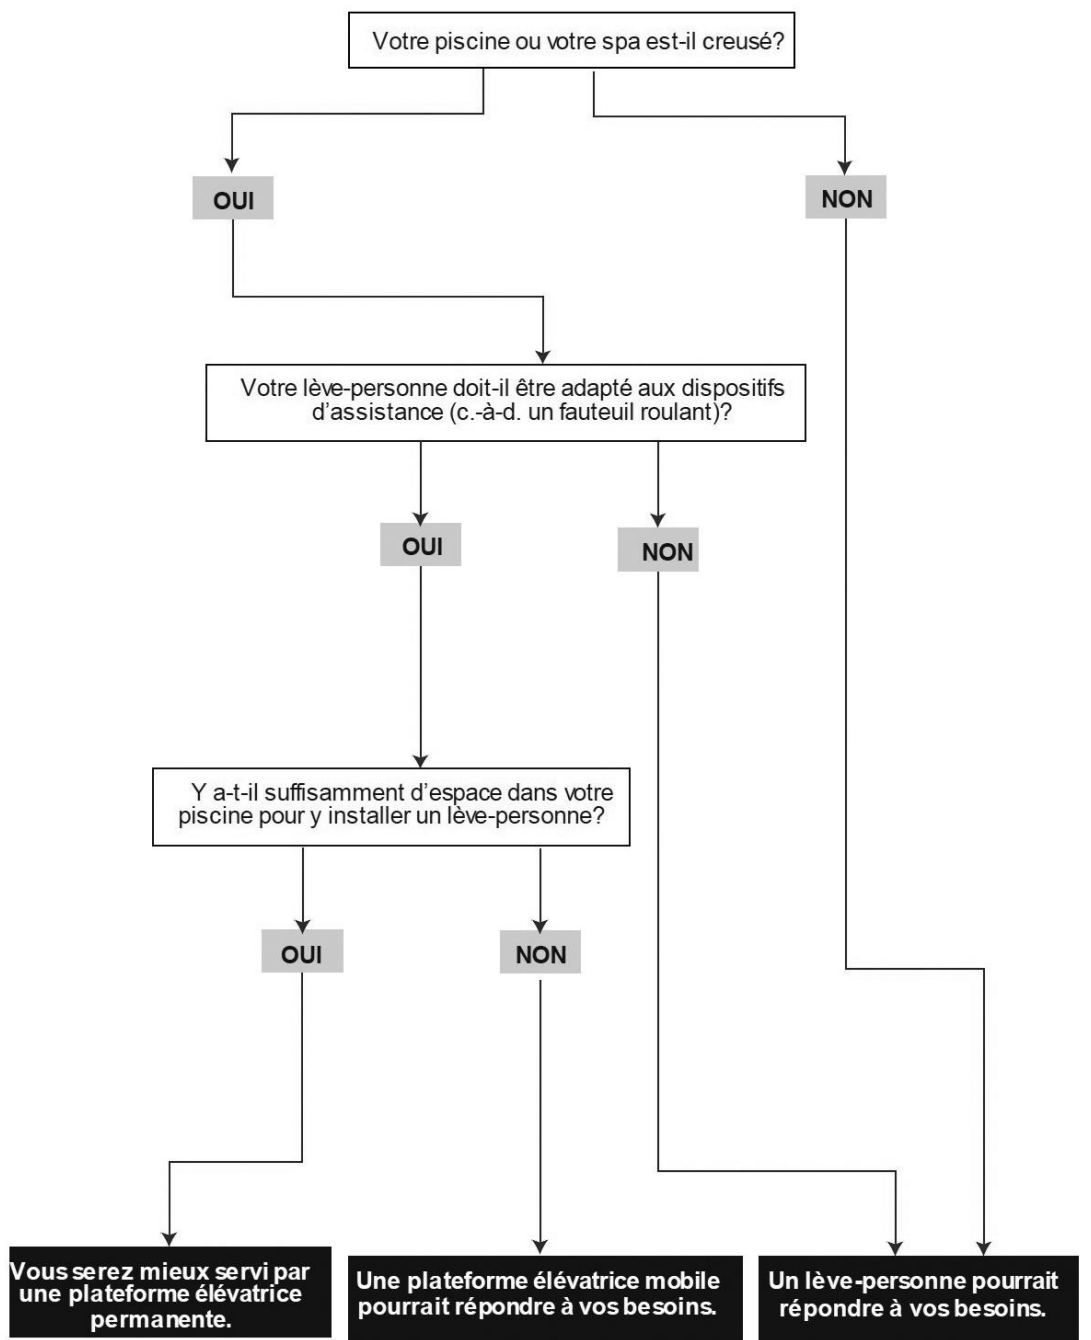 Votre piscine ou votre spa est-il creusé?
OUI
NON
Votre lève-personne doit-il être adapté aux dispositifs
d’assistance (c.-à-d. un fauteuil roulant)?
OUI
NON
Y a-t-il suffisamment d’espace dans votre
piscine pour y installer un lève-personne?
OUI
NON
Vous serez mieux servi par
une plateforme élévatrice
permanente.
Une plateforme élévatrice mobile
pourrait répondre à vos besoins.
Un lève-personne pourrait
répondre à vos besoins.